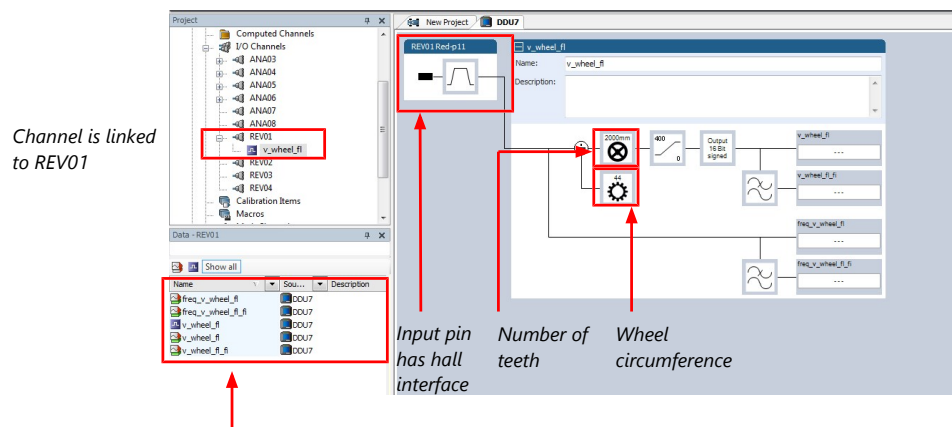 Project
New Project
DDU7
Computed Channels
I/O Channels
ANA03
ANA04
ANA05
ANA06
ANA07
ANA08
REV01
v_wheel_fl
REV02
REV03
REV04
Calibration Items
Macros
Channel is linked
to REV01
Data - REV01
Show all
Name Sou... Description
freq_v_wheel_fl DDU7
freq_v_wheel_fl_fi DDU7
v_wheel_fl DDU7
v_wheel_fl DDU7
v_wheel_fl_fi DDU7
REV01 Red-p11
v_wheel_fl
Name: v_wheel_fl
Description:
2000mm
400
0
Output
16 Bit
signed
44
v_wheel_fl
---
v_wheel_fl_fi
---
freq_v_wheel_fl
---
freq_v_wheel_fl_fi
---
Input pin
has hall
interface
Number of
teeth
Wheel
circumference